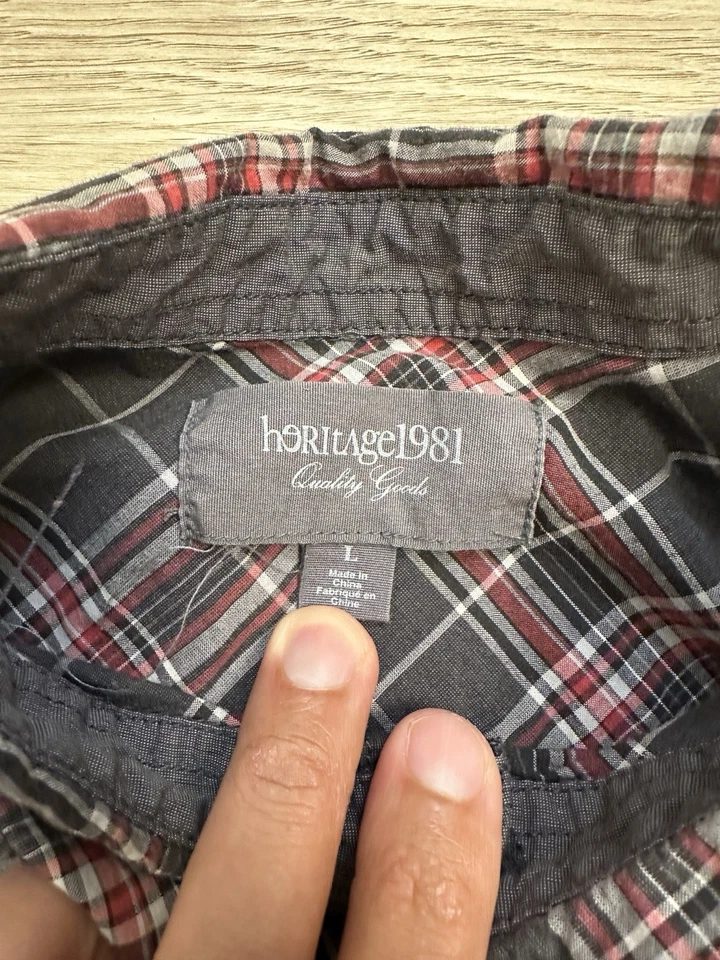 heRItAge1981
Quality Goods
L
Made in
China
Fabriqué en
Chine